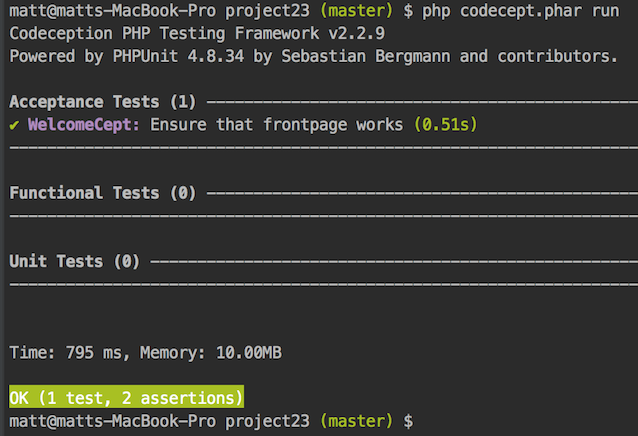 matt@matts-MacBook-Pro project23 (master) $ php codecept.phar run
Codeception PHP Testing Framework v2.2.9
Powered by PHPUnit 4.8.34 by Sebastian Bergmann and contributors.
Acceptance Tests (1) ----------------------------------------------
✔ WelcomeCept: Ensure that frontpage works (0.51s)
-------------------------------------------------------------------
Functional Tests (0) ----------------------------------------------
-------------------------------------------------------------------
Unit Tests (0) ----------------------------------------------------
-------------------------------------------------------------------
Time: 795 ms, Memory: 10.00MB
OK (1 test, 2 assertions)
matt@matts-MacBook-Pro project23 (master) $